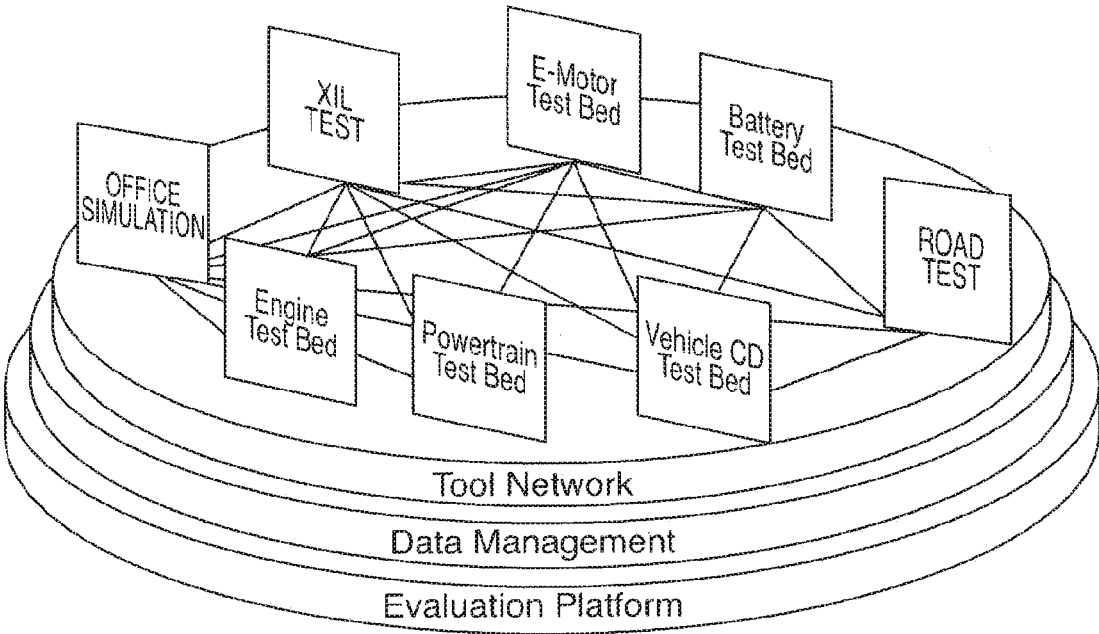 XIL
TEST
E-Motor
Test Bed
Battery
Test Bed
OFFICE
SIMULATION
ROAD
TEST
Engine
Test Bed
Powertrain
Test Bed
Vehicle CD
Test Bed
Tool Network
Data Management
Evaluation Platform